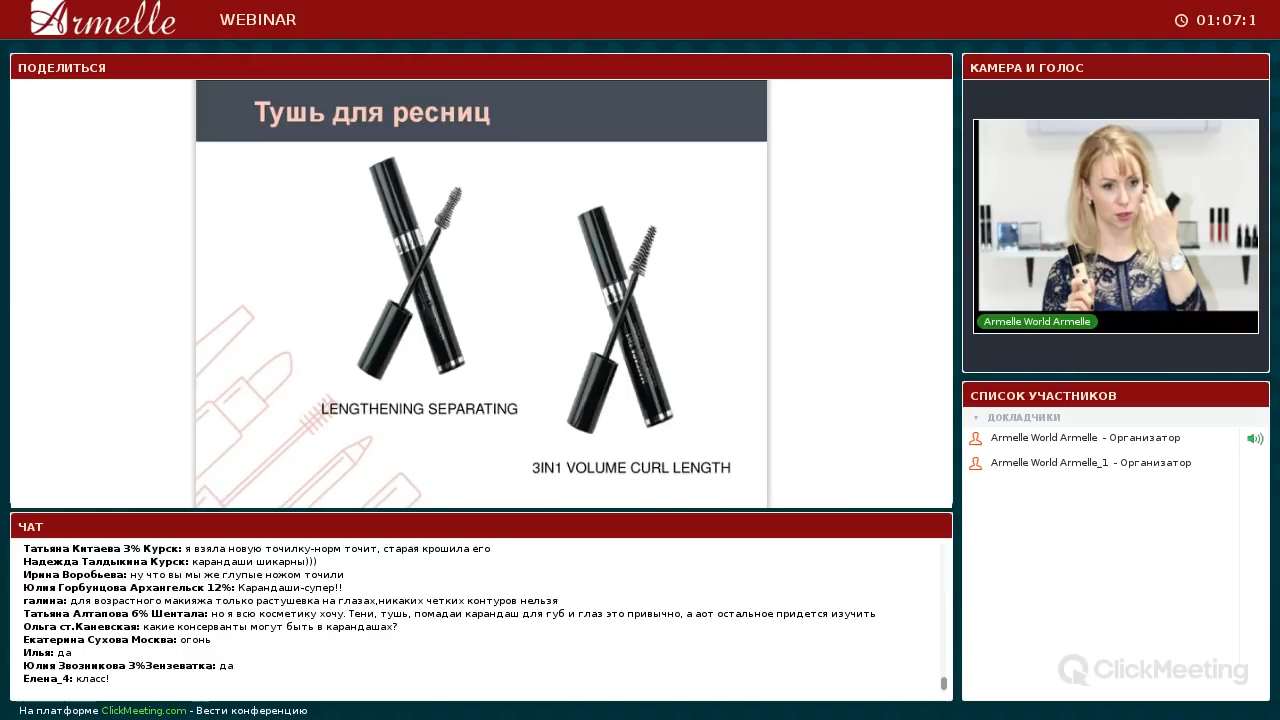 Armelle
WEBINAR
01:07:1
ПОДЕЛИТЬСЯ
Тушь для ресниц
LENGTHENING SEPARATING
3IN1 VOLUME CURL LENGTH
КАМЕРА И ГОЛОС
Armelle World Armelle
СПИСОК УЧАСТНИКОВ
ДОКЛАДЧИКИ
Armelle World Armelle - Организатор
Armelle World Armelle_1 - Организатор
ClickMeeting
ЧАТ
Татьяна Китаева 3% Курск: я взяла новую точилку-норм точит, старая крошила его
Надежда Талдыкина Курск: карандаши шикарны)))
Ирина Воробьева: ну что вы мы же глупые ножом точили
Юлия Горбунцова Архангельск 12%: Карандаши-супер!!
галина: для возрастного макияжа только растушевка на глазах,никаких четких контуров нельзя
Татьяна Алтапова 6% Шентала: но я всю косметику хочу. Тени, тушь, помадаи карандаш для губ и глаз это привычно, а аот остальное придется изучить
Ольга ст.Каневская: какие консерванты могут быть в карандашах?
Екатерина Сухова Москва: огонь
Илья: да
Юлия Звозникова 3%Зензеватка: да
Елена_4: класс!
На платформе ClickMeeting.com - Вести конференцию